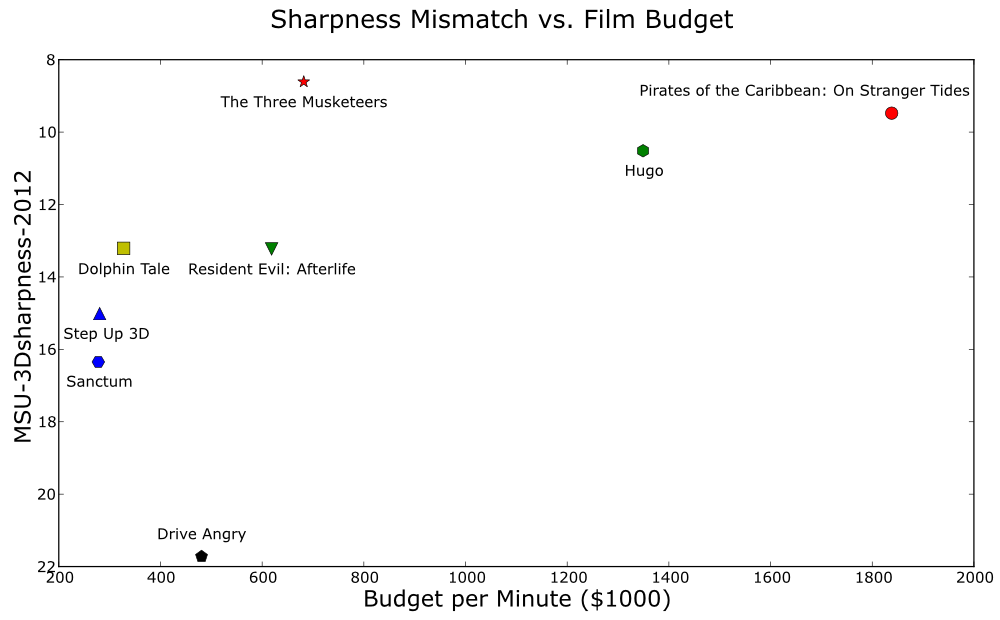 Sharpness Mismatch vs. Film Budget
MSU-3Dsharpness-2012
8
10
12
14
16
18
20
22
The Three Musketeers
Pirates of the Caribbean: On Stranger Tides
Hugo
Dolphin Tale
Resident Evil: Afterlife
Step Up 3D
Sanctum
Drive Angry
200
400
600
800
1000
1200
1400
1600
1800
2000
Budget per Minute ($1000)